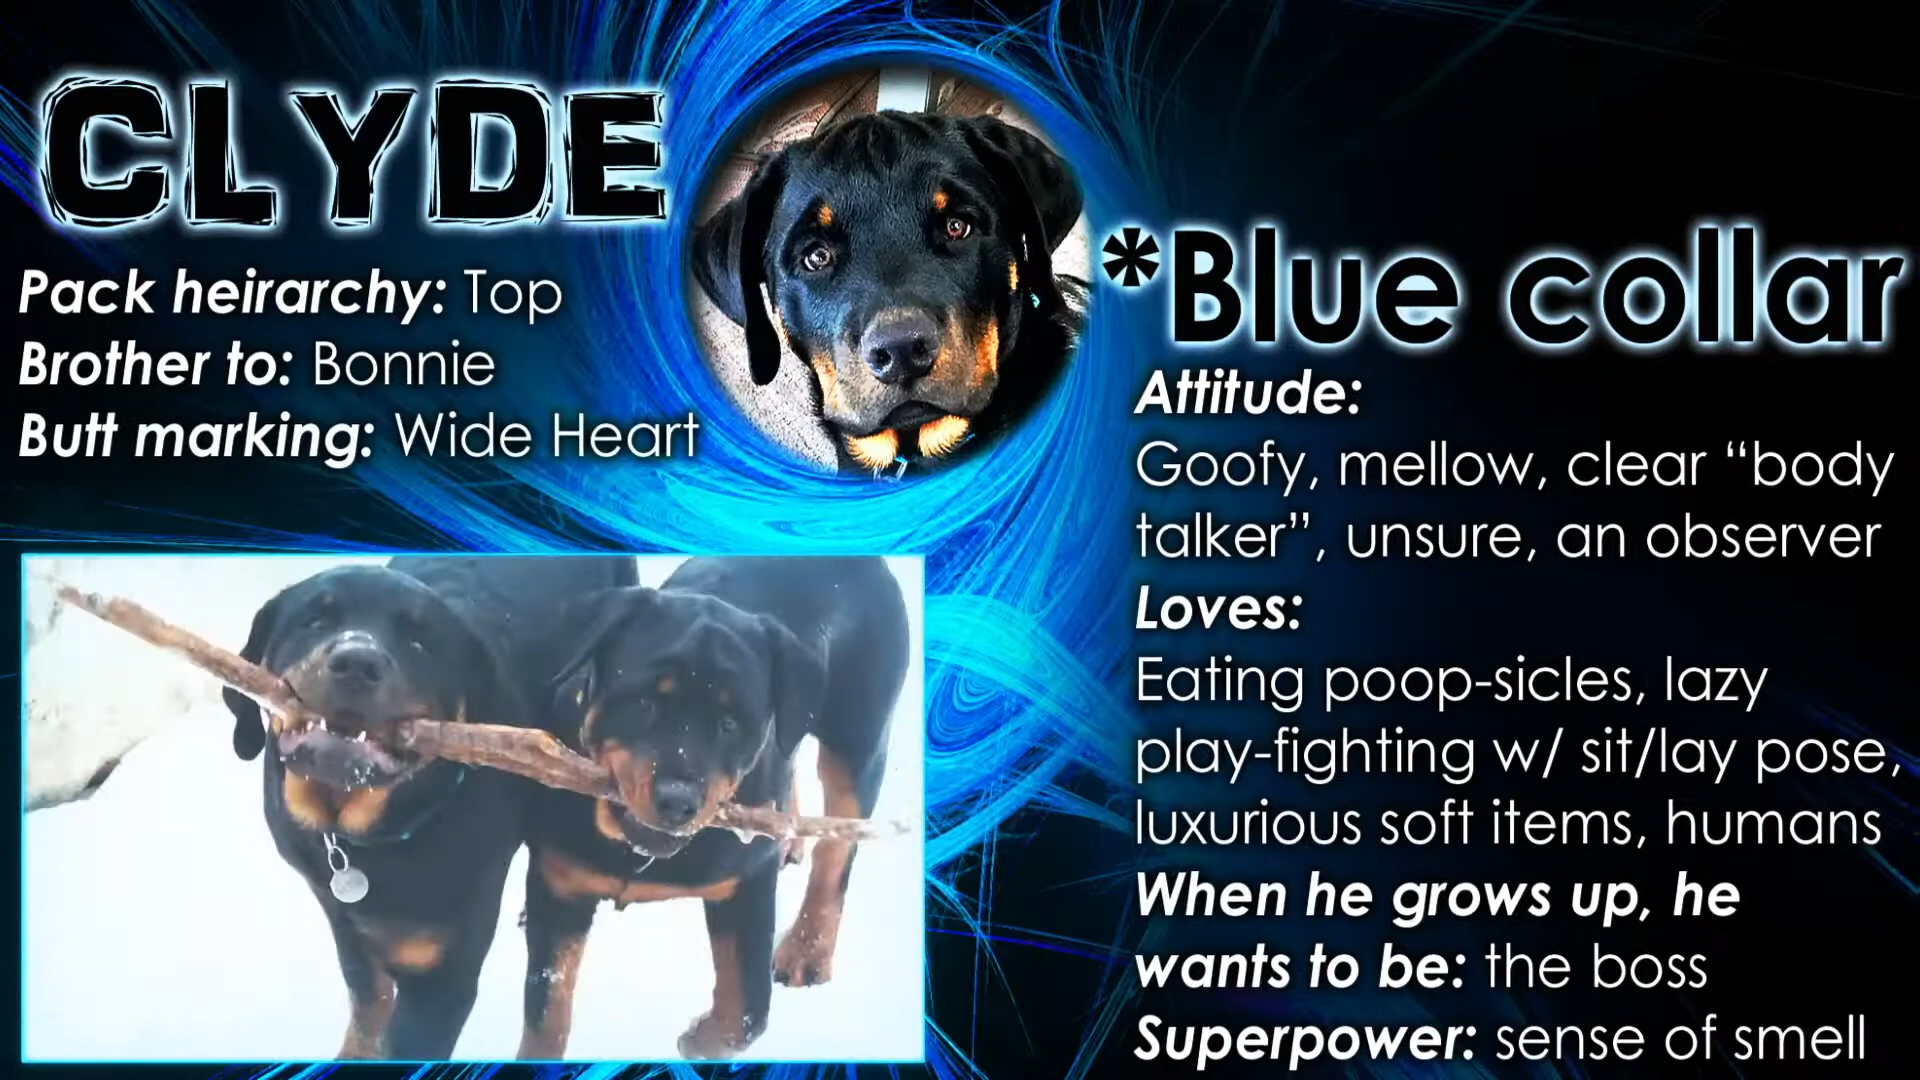 CLYDE
Pack heirarchy: Top
Brother to: Bonnie
Butt marking: Wide Heart
*Blue collar
Attitude:
Goofy, mellow, clear “body
talker”, unsure, an observer
Loves:
Eating poop-sicles, lazy
play-fighting w/ sit/lay pose,
luxurious soft items, humans
When he grows up, he
wants to be: the boss
Superpower: sense of smell